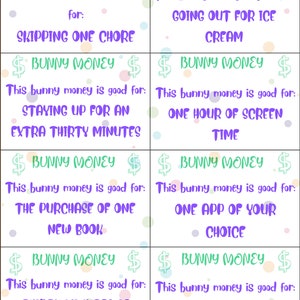 for:
SKIPPING ONE CHORE
GOING OUT FOR ICE
CREAM
$ BUNNY MONEY $
This bunny money is good for:
STAYING UP FOR AN
EXTRA THIRTY MINUTES
$ BUNNY MONEY $
This bunny money is good for:
ONE HOUR OF SCREEN
TIME
$ BUNNY MONEY $
This bunny money is good for:
THE PURCHASE OF ONE
NEW BOOK
$ BUNNY MONEY $
This bunny money is good for:
ONE APP OF YOUR
CHOICE
$ BUNNY MONEY $
This bunny money is good for:
$ BUNNY MONEY $
This bunny money is good for: